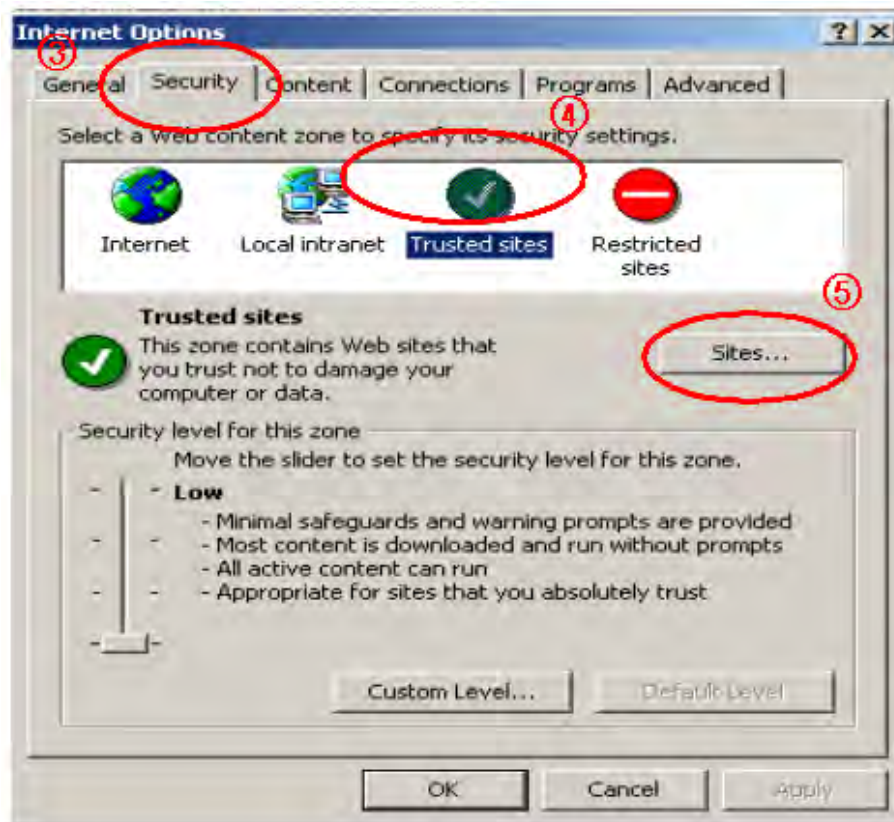 Internet Options
③
General Security Content Connections Programs Advanced
④
Select a Web content zone to specify its security settings.
Internet Local intranet Trusted sites Restricted sites
⑤
Trusted sites
This zone contains Web sites that
you trust not to damage your
computer or data.
Sites...
Security level for this zone
Move the slider to set the security level for this zone.
Low
- Minimal safeguards and warning prompts are provided
- Most content is downloaded and run without prompts
- All active content can run
- Appropriate for sites that you absolutely trust
Custom Level... Default Level
OK Cancel Apply